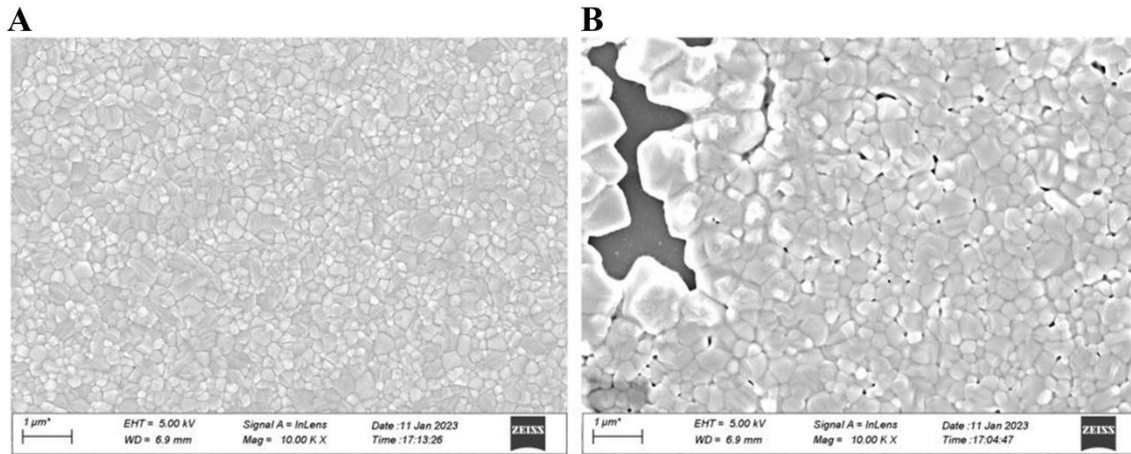 A
B
1 µm*
EHT = 5.00 kV
Signal A = InLens
Date :11 Jan 2023
WD = 6.9 mm
Mag = 10.00 K X
Time :17:13:26
ZEISS
1 µm*
EHT = 5.00 kV
Signal A = InLens
Date :11 Jan 2023
WD = 6.9 mm
Mag = 10.00 K X
Time :17:04:47
ZEISS